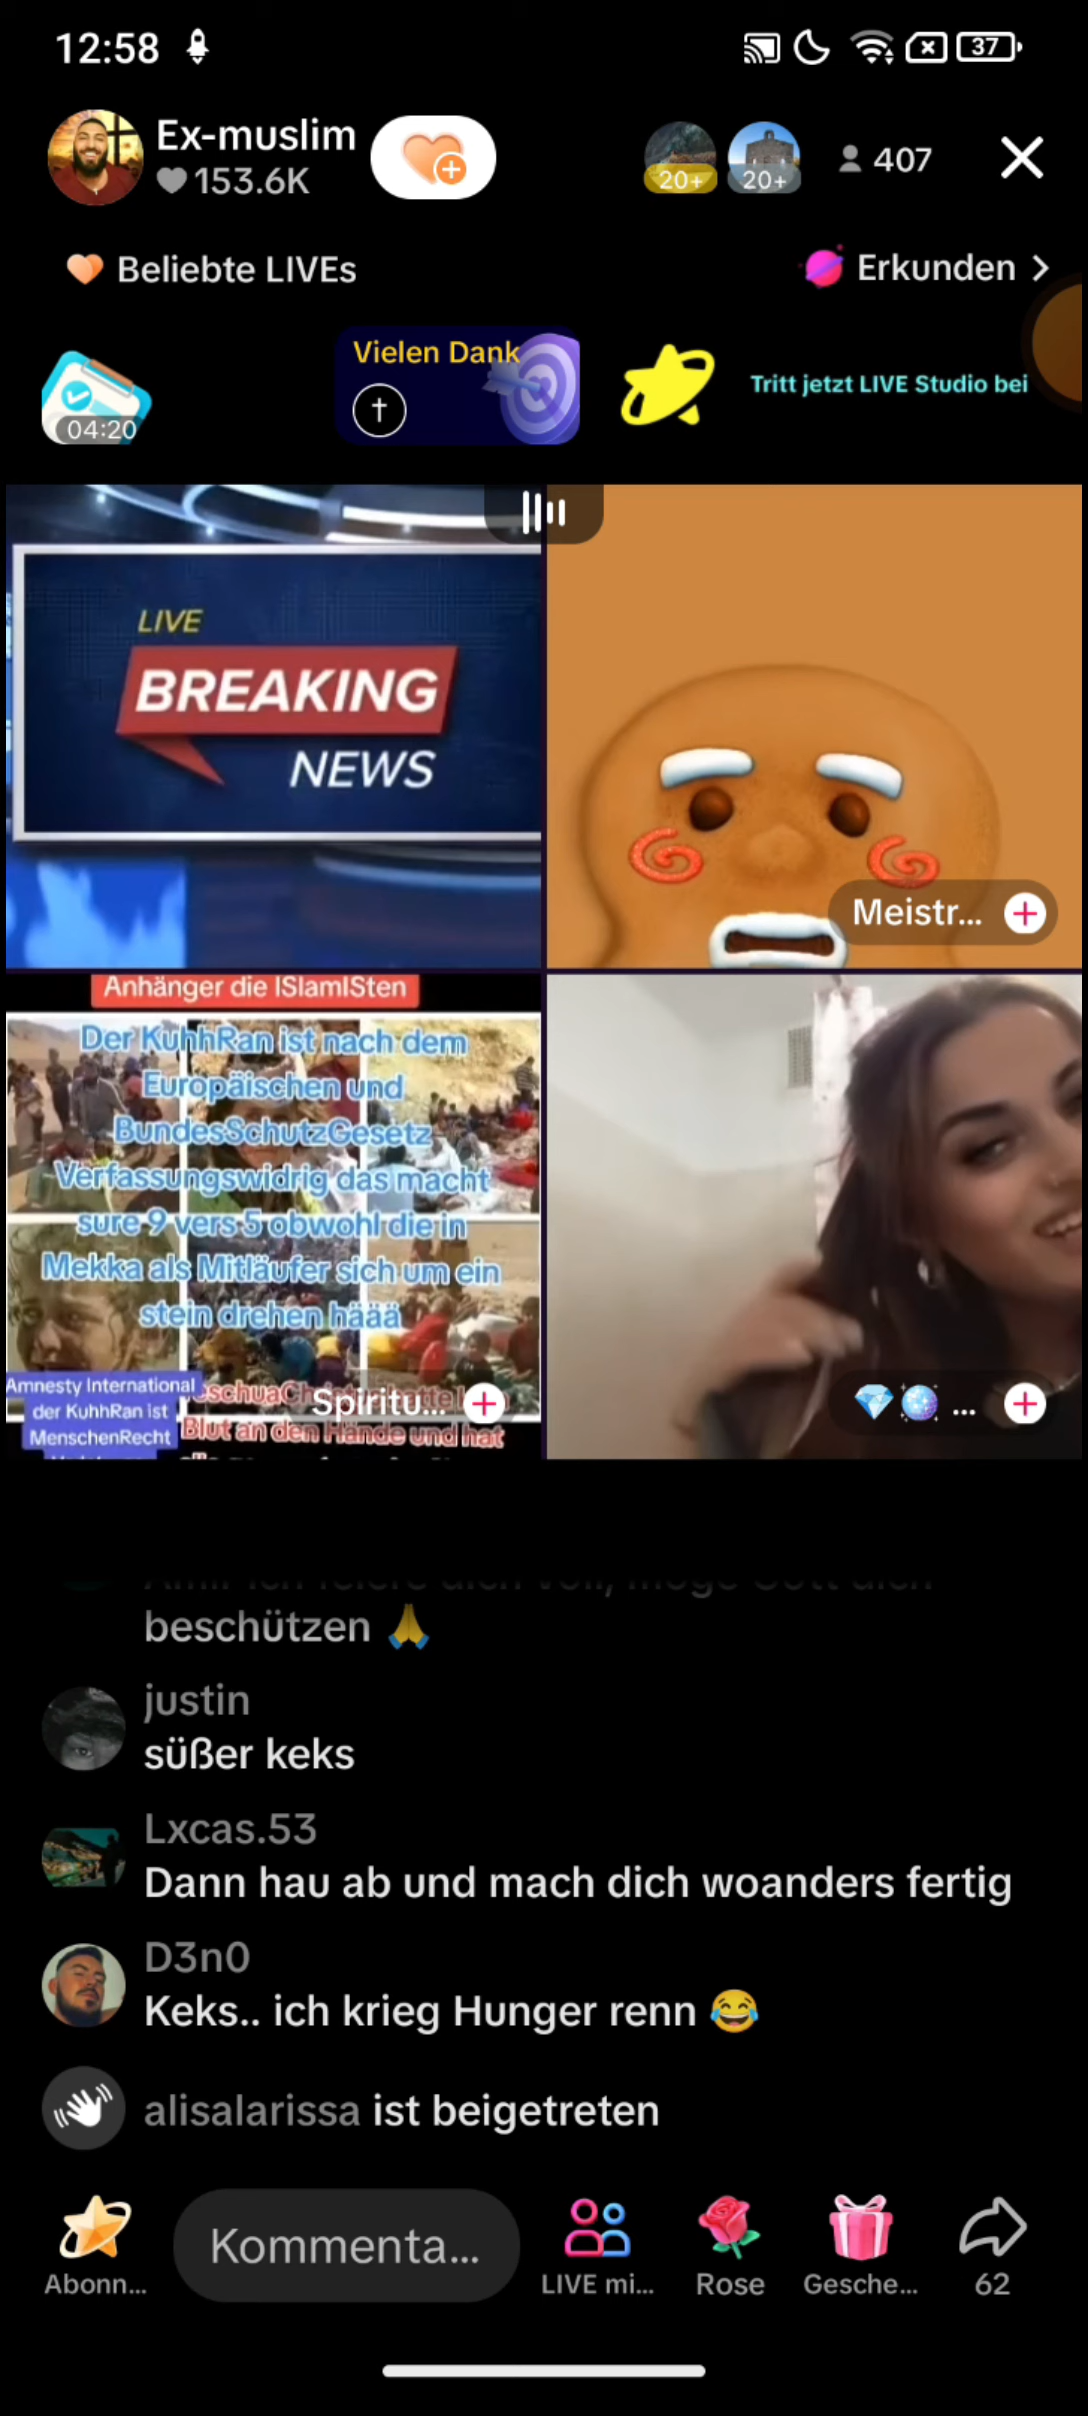 12:58
37
Ex-muslim
153.6K
20+
20+
407
Beliebte LIVEs
Erkunden
Vielen Dank
04:20
Tritt jetzt LIVE Studio bei
LIVE
BREAKING
NEWS
Meistr...
Anhänger die ISlamISten
Der KuhhRan ist nach dem
Europäischen und
BundesSchutzGesetz
Verfassungswidrig das macht
sure 9 vers 5 obwohl die in
Mekka als Mitläufer sich um ein
stein drehen häää
Amnesty International
der KuhhRan ist
MenschenRecht
Spiritu...
Blut an den Hände und hat
...
beschützen 🙏
justin
süßer keks
Lxcas.53
Dann hau ab und mach dich woanders fertig
D3n0
Keks.. ich krieg Hunger renn 😂
alisalarissa ist beigetreten
Abonn...
Kommenta...
LIVE mi...
Rose
Gesche...
62